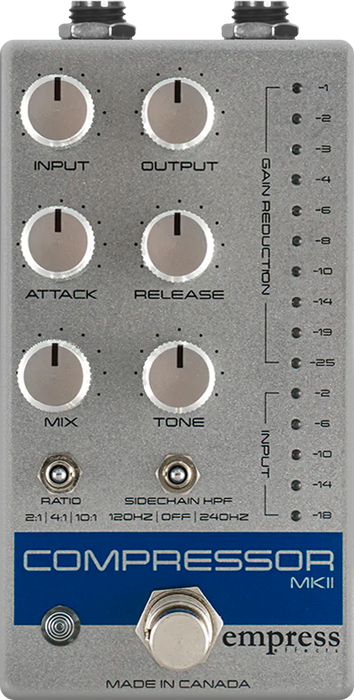 INPUT OUTPUT
ATTACK RELEASE
MIX TONE
RATIO SIDECHAIN HPF
2:1 | 4:1 | 10:1 120HZ | OFF | 240HZ
GAIN REDUCTION
-1
-2
-3
-4
-6
-8
-10
-14
-19
-25
INPUT
-2
-6
-10
-14
-18
COMPRESSOR
MKII
empress
effects
MADE IN CANADA